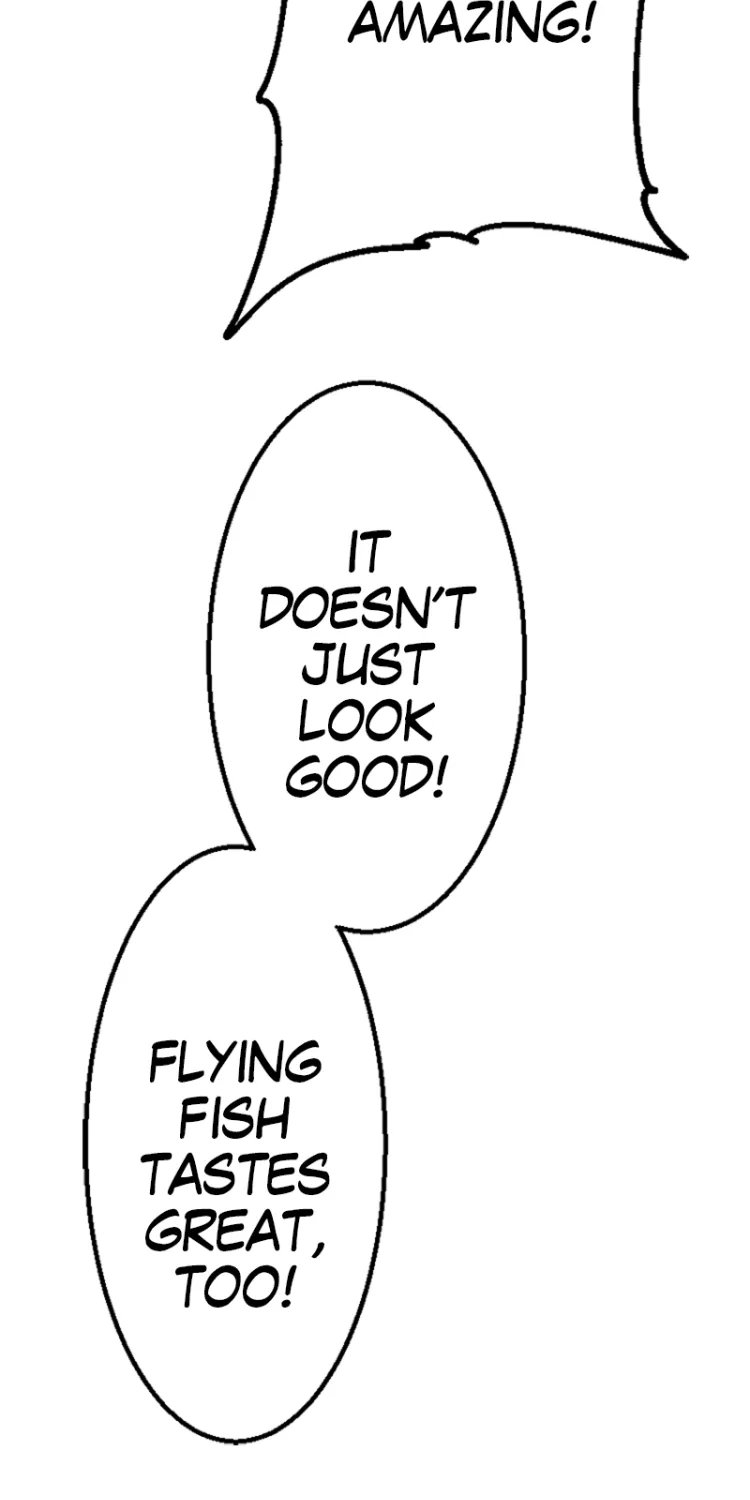 AMAZING!
IT
DOESN'T
JUST
LOOK
GOOD!
FLYING
FISH
TASTES
GREAT,
TOO!